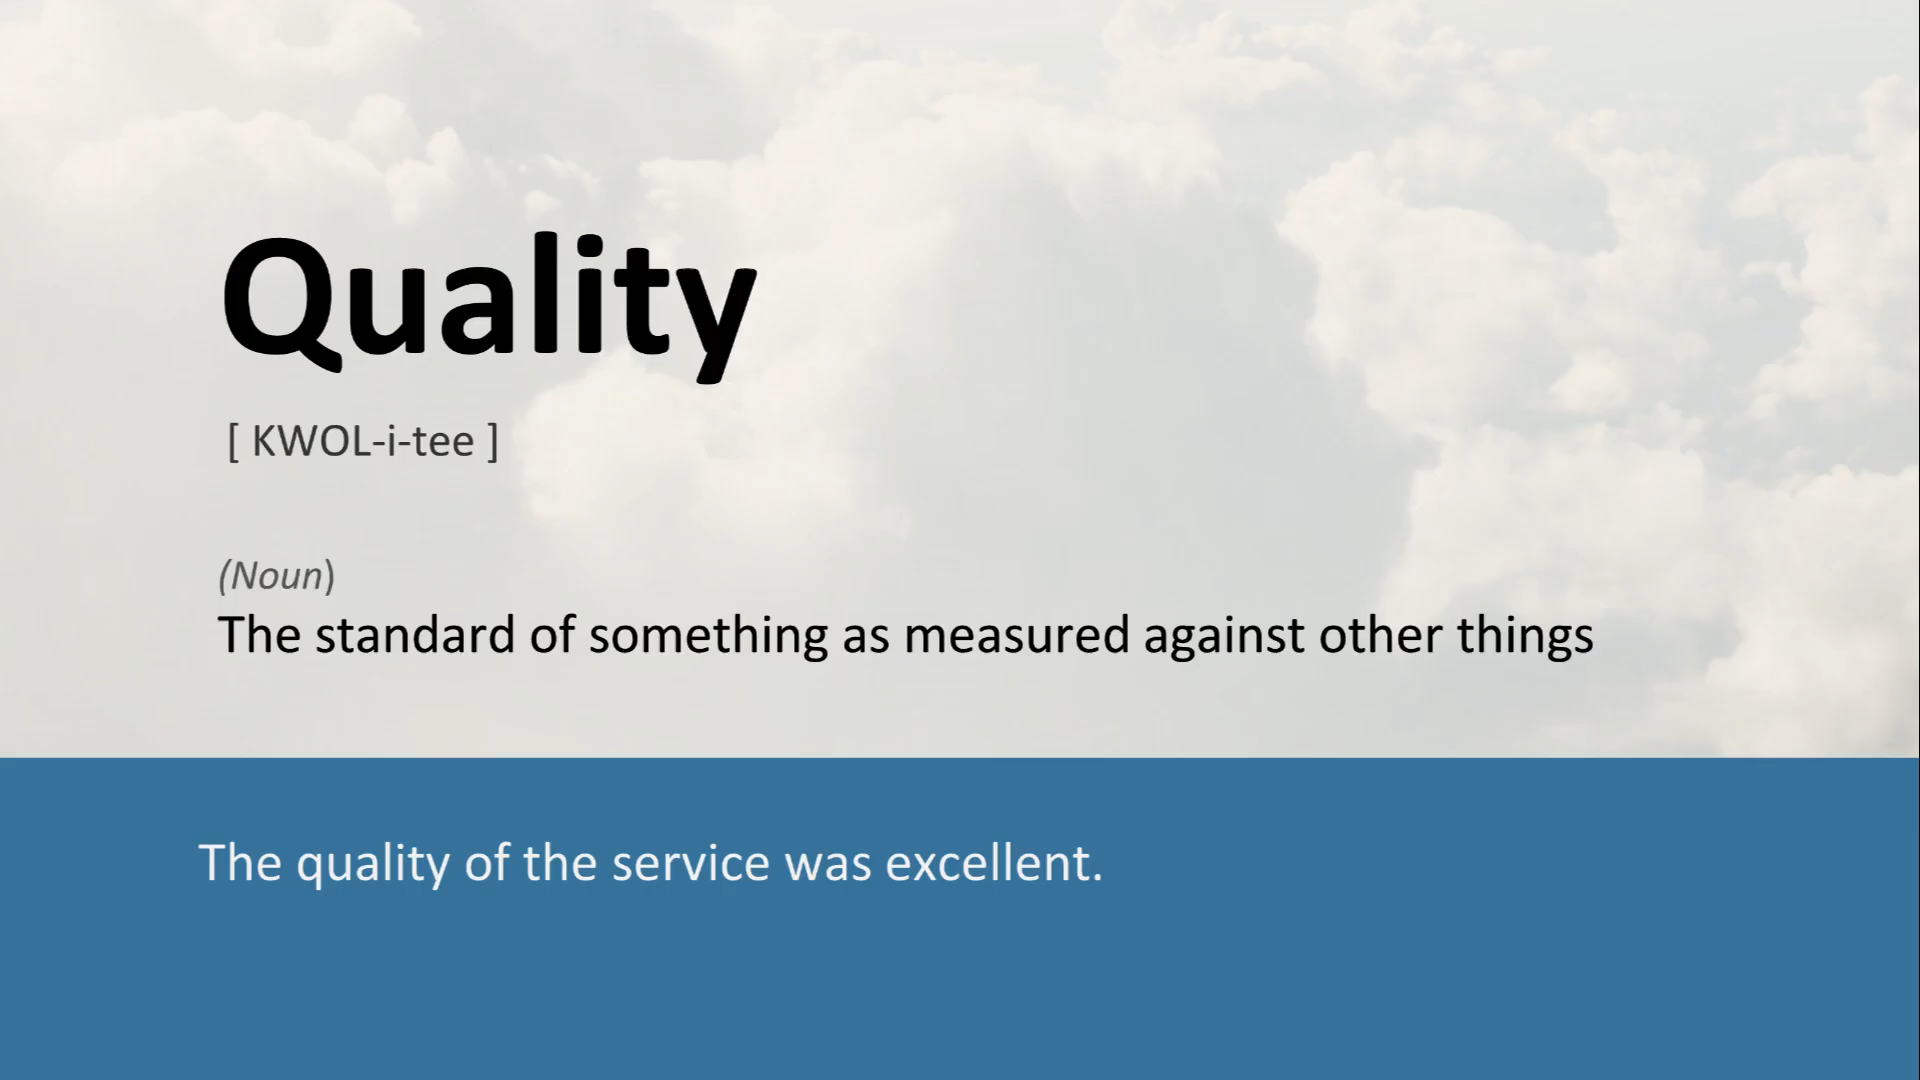 Quality
[ KWOL-i-tee ]
(Noun)
The standard of something as measured against other things
The quality of the service was excellent.